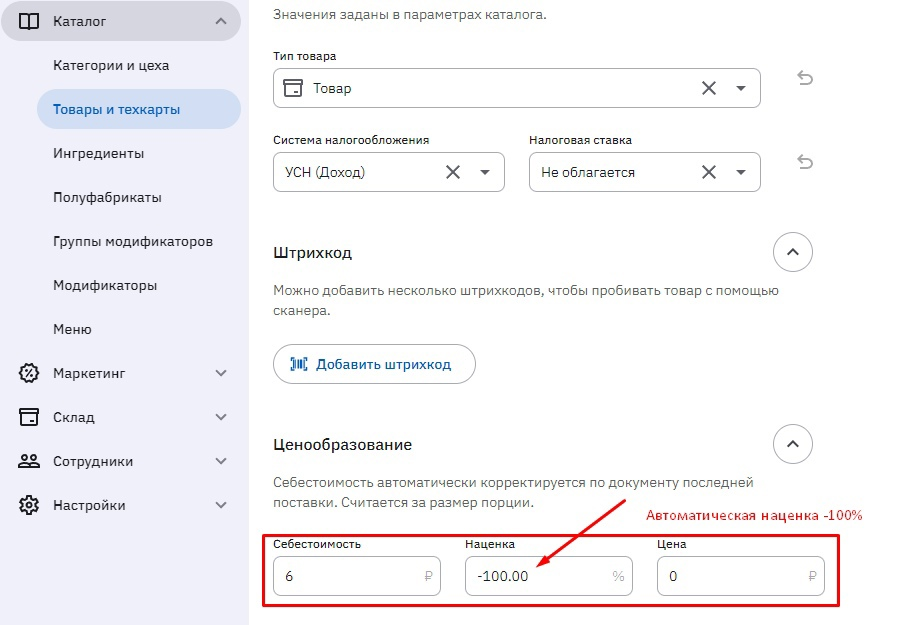 Каталог
Категории и цеха
Товары и техкарты
Ингредиенты
Полуфабрикаты
Группы модификаторов
Модификаторы
Меню
Маркетинг
Склад
Сотрудники
Настройки
Значения заданы в параметрах каталога.
Тип товара
Товар
Система налогообложения
Налоговая ставка
УСН (Доход)
Не облагается
Штрихкод
Можно добавить несколько штрихкодов, чтобы пробивать товар с помощью
сканера.
Добавить штрихкод
Ценообразование
Себестоимость автоматически корректируется по документу последней
поставки. Считается за размер порции.
Автоматическая наценка -100%
Себестоимость
Наценка
Цена
6 ₽
-100.00 %
0 ₽